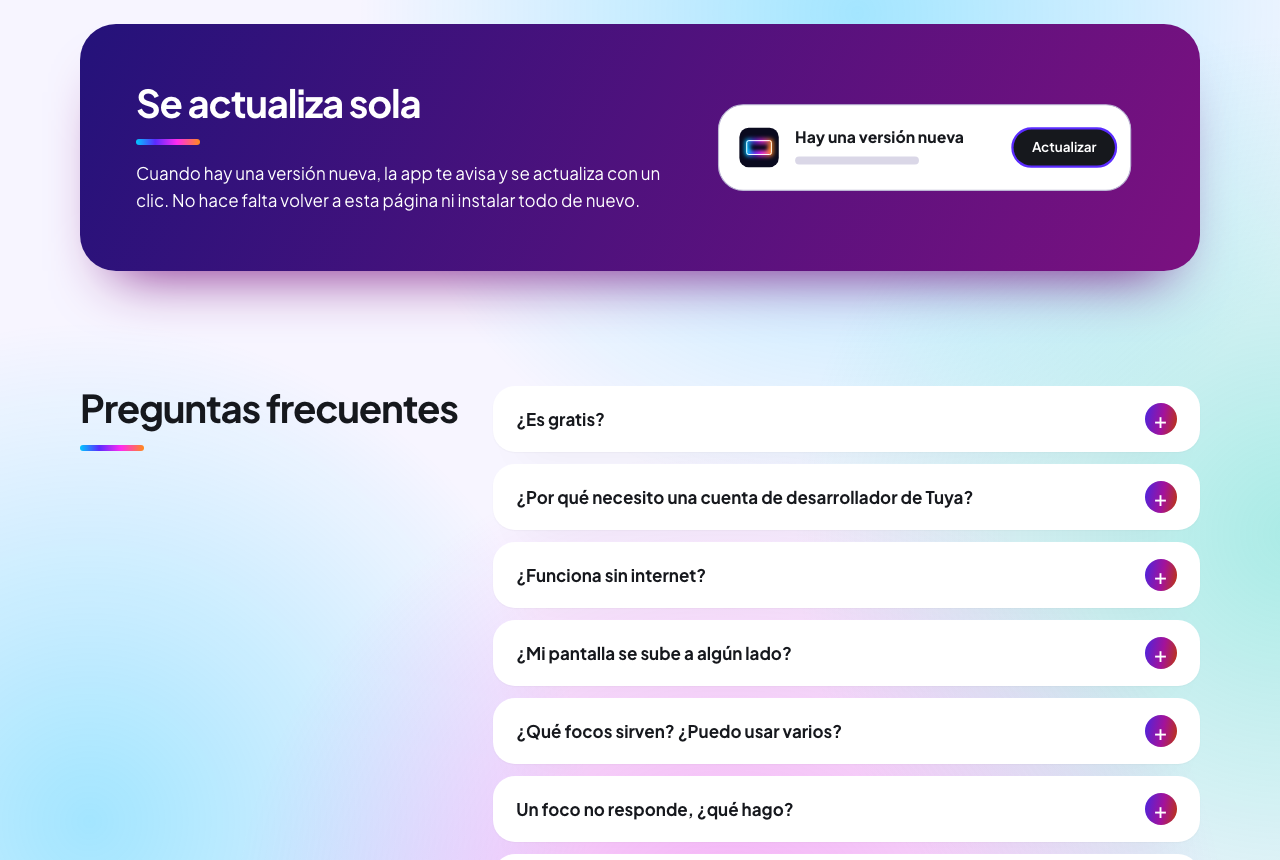 Se actualiza sola
Cuando hay una versión nueva, la app te avisa y se actualiza con un
clic. No hace falta volver a esta página ni instalar todo de nuevo.
Hay una versión nueva
Actualizar
Preguntas frecuentes
¿Es gratis?
¿Por qué necesito una cuenta de desarrollador de Tuya?
¿Funciona sin internet?
¿Mi pantalla se sube a algún lado?
¿Qué focos sirven? ¿Puedo usar varios?
Un foco no responde, ¿qué hago?